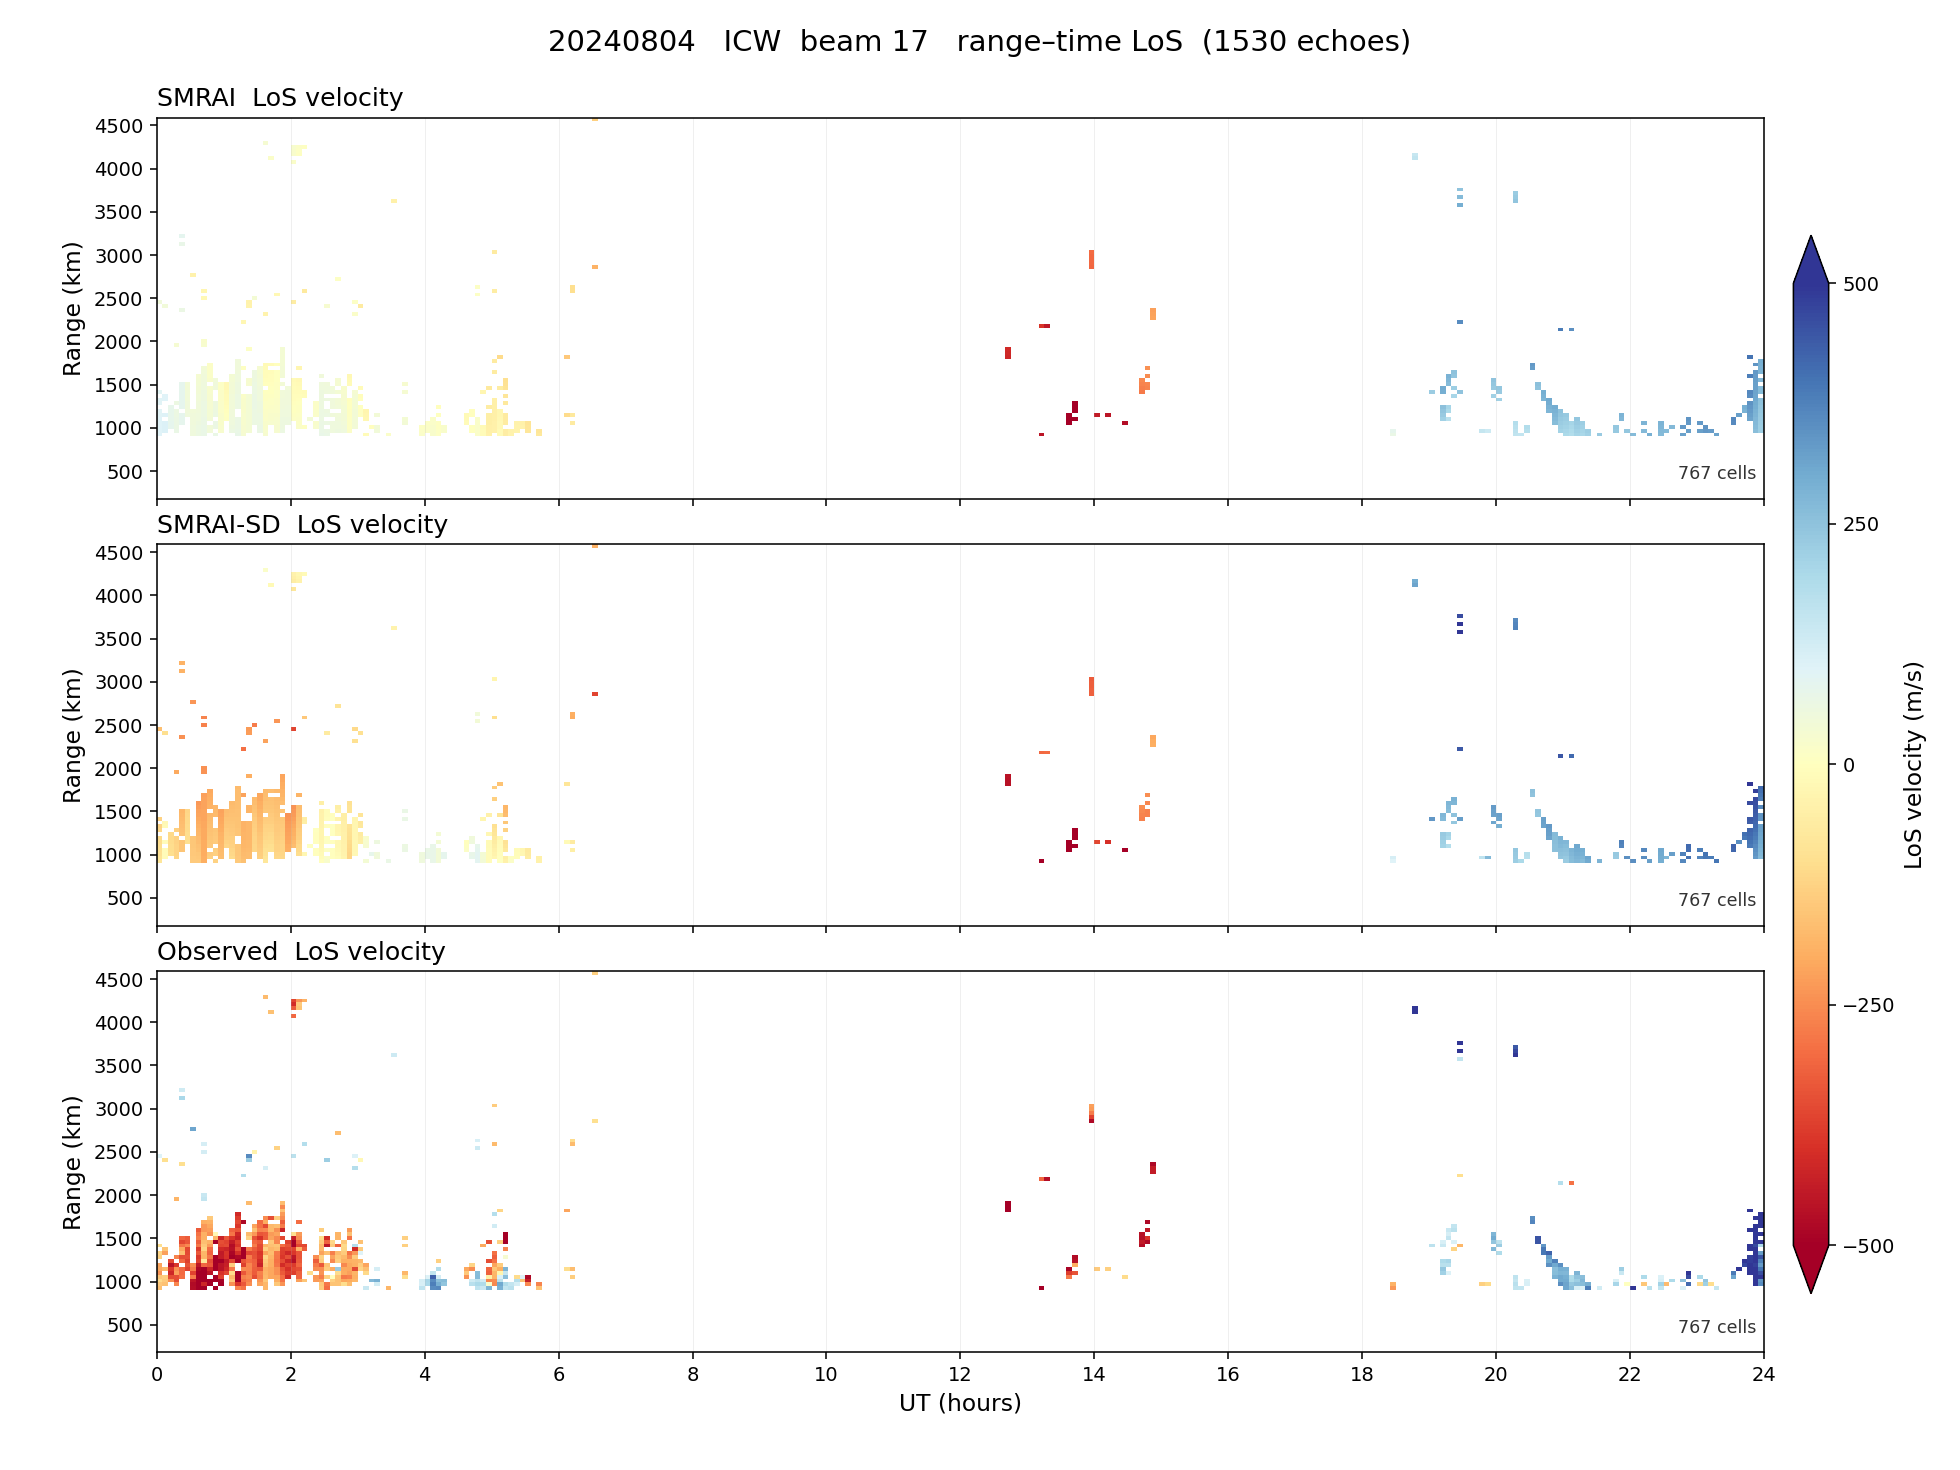 20240804   ICW  beam 17   range–time LoS  (1530 echoes)
SMRAI  LoS velocity
4500
4000
3500
3000
2500
2000
1500
1000
500
Range (km)
767 cells
SMRAI-SD  LoS velocity
4500
4000
3500
3000
2500
2000
1500
1000
500
Range (km)
767 cells
Observed  LoS velocity
4500
4000
3500
3000
2500
2000
1500
1000
500
Range (km)
767 cells
0 2 4 6 8 10 12 14 16 18 20 22 24
UT (hours)
500
250
0
−250
−500
LoS velocity (m/s)